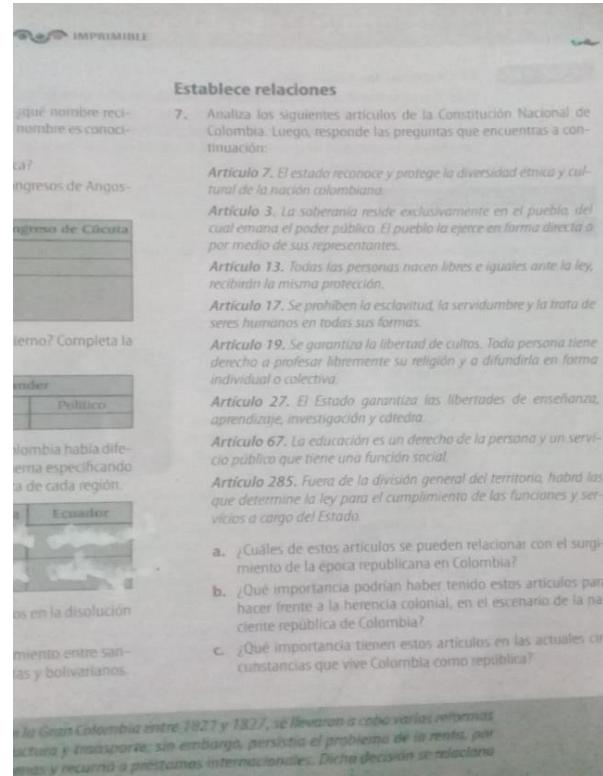 IMPRIMIBLE
¿qué nombre reci-
nombre es conoci-
ca?
ngresos de Angos-
ngreso de Cúcuta
ierno? Completa la
ander
Político
olombia había dife-
erna especificando
a de cada región.
a Ecuador
os en la disolución
miento entre san-
as y bolivarianos.
Establece relaciones
7. Analiza los siguientes artículos de la Constitución Nacional de
Colombia. Luego, responde las preguntas que encuentras a con-
tinuación:
Artículo 7. El estado reconoce y protege la diversidad étnica y cul-
tural de la nación colombiana.
Artículo 3. La soberanía reside exclusivamente en el pueblo, del
cual emana el poder público. El pueblo la ejerce en forma directa o
por medio de sus representantes.
Artículo 13. Todas las personas nacen libres e iguales ante la ley,
recibirán la misma protección.
Artículo 17. Se prohíben la esclavitud, la servidumbre y la trata de
seres humanos en todas sus formas.
Artículo 19. Se garantiza la libertad de cultos. Toda persona tiene
derecho a profesar libremente su religión y a difundirla en forma
individual o colectiva.
Artículo 27. El Estado garantiza las libertades de enseñanza,
aprendizaje, investigación y cátedra.
Artículo 67. La educación es un derecho de la persona y un servi-
cio público que tiene una función social.
Artículo 285. Fuera de la división general del territorio, habrá las
que determine la ley para el cumplimiento de las funciones y ser-
vicios a cargo del Estado.
a. ¿Cuáles de estos artículos se pueden relacionar con el surgi-
miento de la época republicana en Colombia?
b. ¿Qué importancia podrían haber tenido estos artículos par
hacer frente a la herencia colonial, en el escenario de la na
ciente república de Colombia?
c. ¿Qué importancia tienen estos artículos en las actuales cir
cunstancias que vive Colombia como república?
la Gran Colombia entre 1821 y 1827, se llevaron a cabo varias reformas
uctura y transporte; sin embargo, persistía el problema de la renta, por
enas y recurrió a préstamos internacionales. Dicha decisión se relaciona